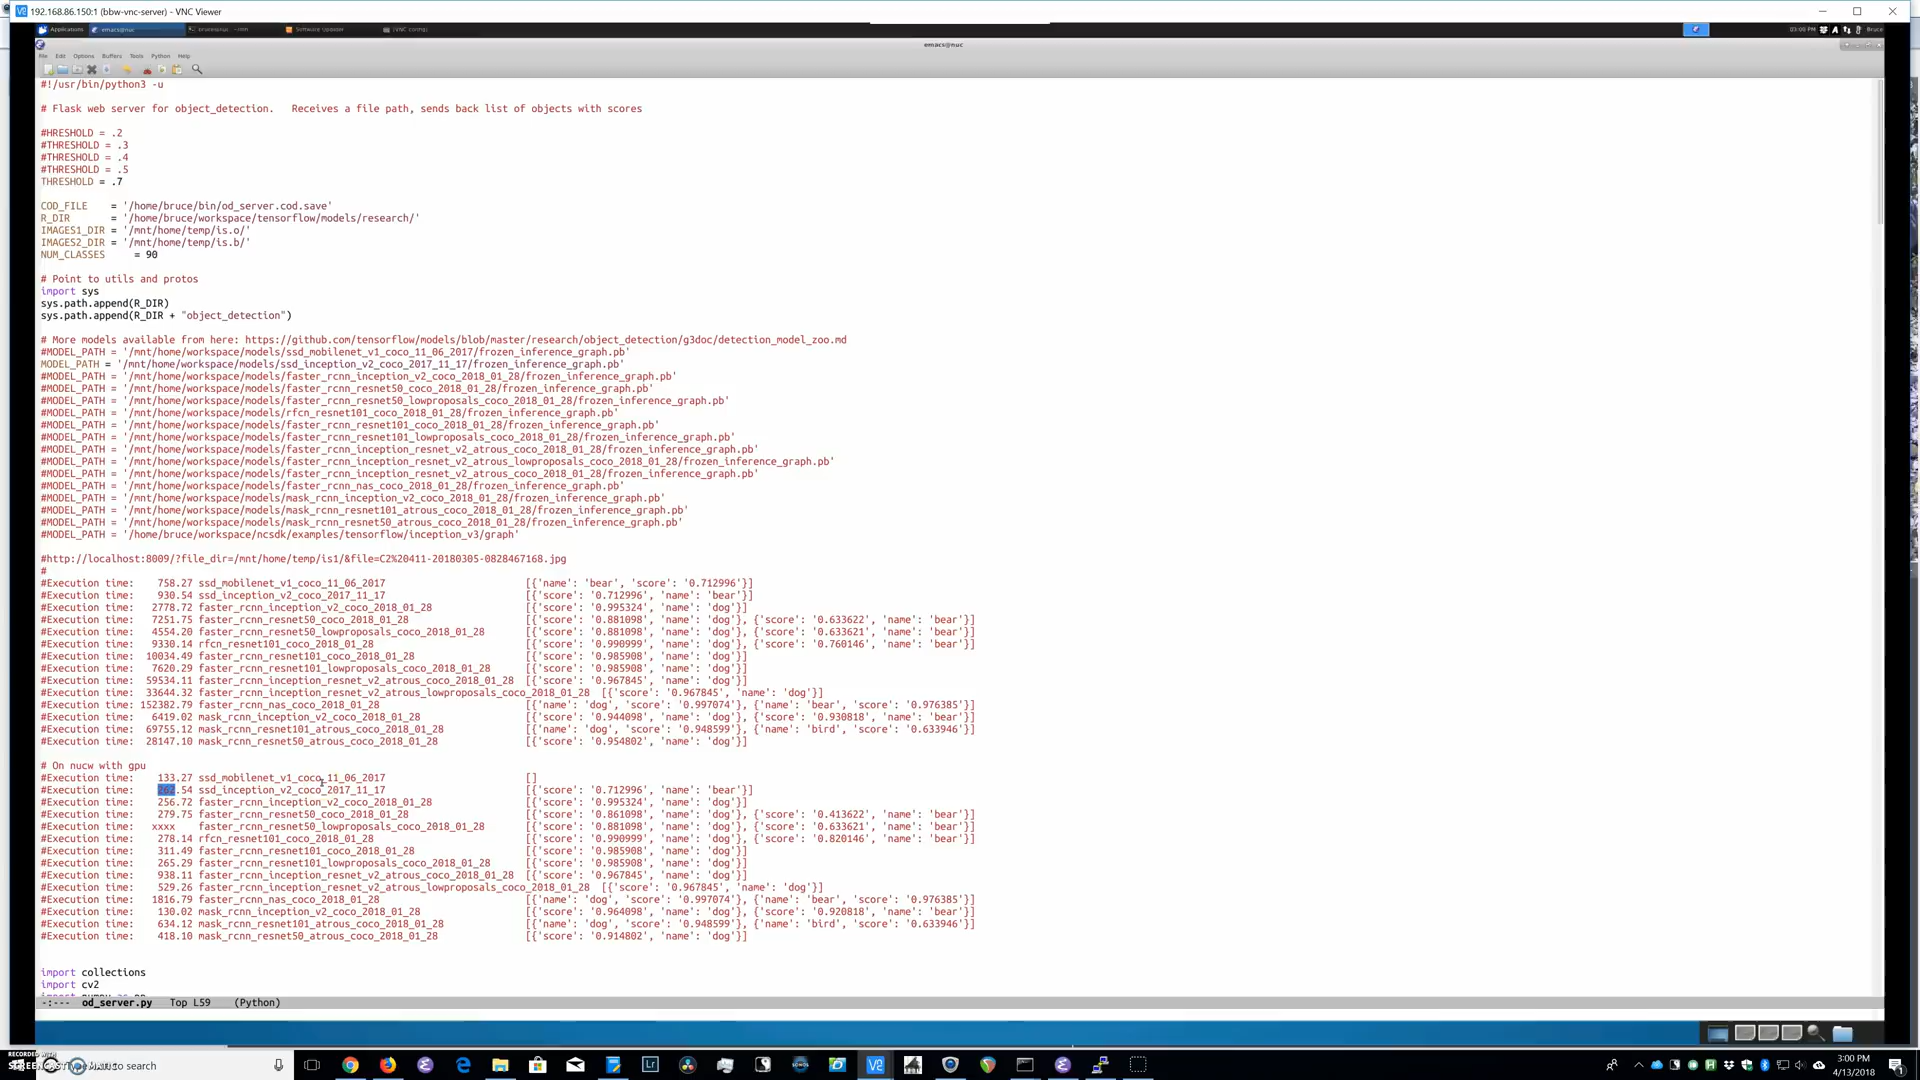 192.168.86.150:1 (bbw-vnc-server) - VNC Viewer
Applications
emacs@nuc
Software Updater
03:00 PM
Bruce
emacs@nuc
File Edit Options Buffers Tools Python Help
#!/usr/bin/python3 -u
# Flask web server for object_detection.   Receives a file path, sends back list of objects with scores
#HRESHOLD = .2
#THRESHOLD = .3
#THRESHOLD = .4
#THRESHOLD = .5
THRESHOLD = .7
COD_FILE    = '/home/bruce/bin/od_server.cod.save'
R_DIR       = '/home/bruce/workspace/tensorflow/models/research/'
IMAGES1_DIR = '/mnt/home/temp/is.o/'
IMAGES2_DIR = '/mnt/home/temp/is.b/'
NUM_CLASSES     = 90
# Point to utils and protos
import sys
sys.path.append(R_DIR)
sys.path.append(R_DIR + "object_detection")
# More models available from here: https://github.com/tensorflow/models/blob/master/research/object_detection/g3doc/detection_model_zoo.md
#MODEL_PATH = '/mnt/home/workspace/models/ssd_mobilenet_v1_coco_11_06_2017/frozen_inference_graph.pb'
MODEL_PATH = '/mnt/home/workspace/models/ssd_inception_v2_coco_2017_11_17/frozen_inference_graph.pb'
#MODEL_PATH = '/mnt/home/workspace/models/faster_rcnn_inception_v2_coco_2018_01_28/frozen_inference_graph.pb'
#MODEL_PATH = '/mnt/home/workspace/models/faster_rcnn_resnet50_coco_2018_01_28/frozen_inference_graph.pb'
#MODEL_PATH = '/mnt/home/workspace/models/faster_rcnn_resnet50_lowproposals_coco_2018_01_28/frozen_inference_graph.pb'
#MODEL_PATH = '/mnt/home/workspace/models/rfcn_resnet101_coco_2018_01_28/frozen_inference_graph.pb'
#MODEL_PATH = '/mnt/home/workspace/models/faster_rcnn_resnet101_coco_2018_01_28/frozen_inference_graph.pb'
#MODEL_PATH = '/mnt/home/workspace/models/faster_rcnn_resnet101_lowproposals_coco_2018_01_28/frozen_inference_graph.pb'
#MODEL_PATH = '/mnt/home/workspace/models/faster_rcnn_inception_resnet_v2_atrous_coco_2018_01_28/frozen_inference_graph.pb'
#MODEL_PATH = '/mnt/home/workspace/models/faster_rcnn_inception_resnet_v2_atrous_lowproposals_coco_2018_01_28/frozen_inference_graph.pb'
#MODEL_PATH = '/mnt/home/workspace/models/faster_rcnn_inception_resnet_v2_atrous_coco_2018_01_28/frozen_inference_graph.pb'
#MODEL_PATH = '/mnt/home/workspace/models/faster_rcnn_nas_coco_2018_01_28/frozen_inference_graph.pb'
#MODEL_PATH = '/mnt/home/workspace/models/mask_rcnn_inception_v2_coco_2018_01_28/frozen_inference_graph.pb'
#MODEL_PATH = '/mnt/home/workspace/models/mask_rcnn_resnet101_atrous_coco_2018_01_28/frozen_inference_graph.pb'
#MODEL_PATH = '/mnt/home/workspace/models/mask_rcnn_resnet50_atrous_coco_2018_01_28/frozen_inference_graph.pb'
#MODEL_PATH = '/home/bruce/workspace/ncsdk/examples/tensorflow/inception_v3/graph'
#http://localhost:8009/?file_dir=/mnt/home/temp/is1/&file=C2%20411-20180305-0828467168.jpg
#
#Execution time:    758.27 ssd_mobilenet_v1_coco_11_06_2017    [{'name': 'bear', 'score': '0.712996'}]
#Execution time:    930.54 ssd_inception_v2_coco_2017_11_17    [{'score': '0.712996', 'name': 'bear'}]
#Execution time:   2778.72 faster_rcnn_inception_v2_coco_2018_01_28    [{'score': '0.995324', 'name': 'dog'}]
#Execution time:   7251.75 faster_rcnn_resnet50_coco_2018_01_28    [{'score': '0.881098', 'name': 'dog'}, {'score': '0.633622', 'name': 'bear'}]
#Execution time:   4554.20 faster_rcnn_resnet50_lowproposals_coco_2018_01_28    [{'score': '0.881098', 'name': 'dog'}, {'score': '0.633621', 'name': 'bear'}]
#Execution time:   9330.14 rfcn_resnet101_coco_2018_01_28    [{'score': '0.990999', 'name': 'dog'}, {'score': '0.760146', 'name': 'bear'}]
#Execution time:  10034.49 faster_rcnn_resnet101_coco_2018_01_28    [{'score': '0.985908', 'name': 'dog'}]
#Execution time:   7620.29 faster_rcnn_resnet101_lowproposals_coco_2018_01_28    [{'score': '0.985908', 'name': 'dog'}]
#Execution time:  59534.11 faster_rcnn_inception_resnet_v2_atrous_coco_2018_01_28  [{'score': '0.967845', 'name': 'dog'}]
#Execution time:  33644.32 faster_rcnn_inception_resnet_v2_atrous_lowproposals_coco_2018_01_28  [{'score': '0.967845', 'name': 'dog'}]
#Execution time: 152382.79 faster_rcnn_nas_coco_2018_01_28    [{'name': 'dog', 'score': '0.997074'}, {'name': 'bear', 'score': '0.976385'}]
#Execution time:   6419.02 mask_rcnn_inception_v2_coco_2018_01_28    [{'score': '0.944098', 'name': 'dog'}, {'score': '0.930818', 'name': 'bear'}]
#Execution time:  69755.12 mask_rcnn_resnet101_atrous_coco_2018_01_28    [{'name': 'dog', 'score': '0.948599'}, {'name': 'bird', 'score': '0.633946'}]
#Execution time:  28147.10 mask_rcnn_resnet50_atrous_coco_2018_01_28    [{'score': '0.954802', 'name': 'dog'}]
# On nucw with gpu
#Execution time:    133.27 ssd_mobilenet_v1_coco_11_06_2017    []
#Execution time:    262.54 ssd_inception_v2_coco_2017_11_17    [{'score': '0.712996', 'name': 'bear'}]
#Execution time:    256.72 faster_rcnn_inception_v2_coco_2018_01_28    [{'score': '0.995324', 'name': 'dog'}]
#Execution time:    279.75 faster_rcnn_resnet50_coco_2018_01_28    [{'score': '0.861098', 'name': 'dog'}, {'score': '0.413622', 'name': 'bear'}]
#Execution time:   xxxx    faster_rcnn_resnet50_lowproposals_coco_2018_01_28    [{'score': '0.881098', 'name': 'dog'}, {'score': '0.633621', 'name': 'bear'}]
#Execution time:    278.14 rfcn_resnet101_coco_2018_01_28    [{'score': '0.990999', 'name': 'dog'}, {'score': '0.820146', 'name': 'bear'}]
#Execution time:    311.49 faster_rcnn_resnet101_coco_2018_01_28    [{'score': '0.985908', 'name': 'dog'}]
#Execution time:    265.29 faster_rcnn_resnet101_lowproposals_coco_2018_01_28    [{'score': '0.985908', 'name': 'dog'}]
#Execution time:    938.11 faster_rcnn_inception_resnet_v2_atrous_coco_2018_01_28  [{'score': '0.967845', 'name': 'dog'}]
#Execution time:    529.26 faster_rcnn_inception_resnet_v2_atrous_lowproposals_coco_2018_01_28  [{'score': '0.967845', 'name': 'dog'}]
#Execution time:   1816.79 faster_rcnn_nas_coco_2018_01_28    [{'name': 'dog', 'score': '0.997074'}, {'name': 'bear', 'score': '0.976385'}]
#Execution time:    130.02 mask_rcnn_inception_v2_coco_2018_01_28    [{'score': '0.964098', 'name': 'dog'}, {'score': '0.920818', 'name': 'bear'}]
#Execution time:    634.12 mask_rcnn_resnet101_atrous_coco_2018_01_28    [{'name': 'dog', 'score': '0.948599'}, {'name': 'bird', 'score': '0.633946'}]
#Execution time:    418.10 mask_rcnn_resnet50_atrous_coco_2018_01_28    [{'score': '0.914802', 'name': 'dog'}]
import collections
import cv2
-:---  od_server.py   Top L59    (Python)
RECORDED WITH
to search
3:00 PM
4/13/2018